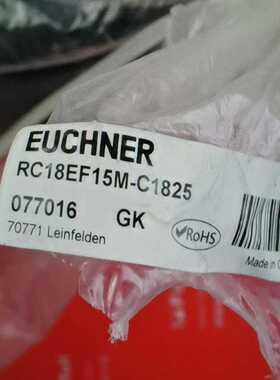 EUCHNER
RC18EF15M-C1825
077016 GK
RoHS
70771 Leinfelden
Made in